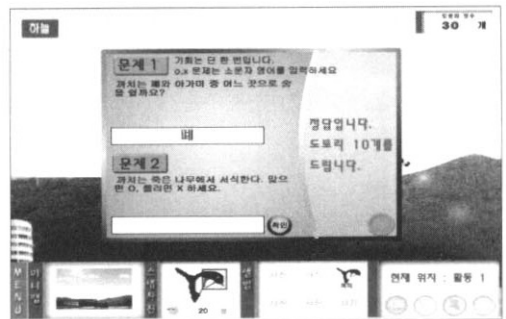 하늘
30 개
문제 1
기회는 단 한 번입니다.
o,x 문제는 소문자 영어를 입력하세요
까치는 폐와 아가미 중 어느 곳으로 숨
을 쉴까요?
폐
정답입니다.
도토리 10개를
드립니다.
문제 2
까치는 죽은 나무에서 서식한다. 맞으
면 O, 틀리면 X 하세요.
확인
MENU
미니맵
20
현재 위치 : 활동 1